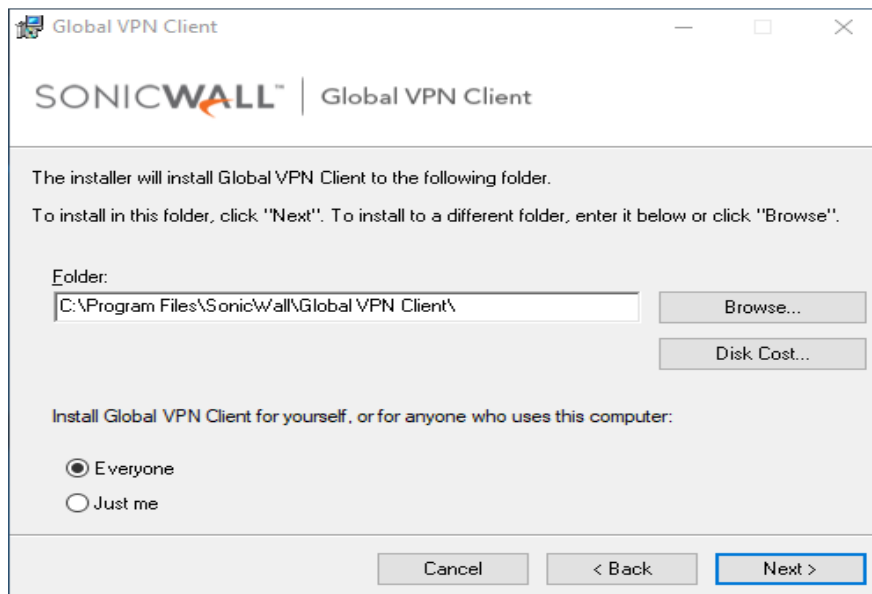 Global VPN Client
SONICWALL™ | Global VPN Client
The installer will install Global VPN Client to the following folder.
To install in this folder, click "Next". To install to a different folder, enter it below or click "Browse".
Folder:
C:\Program Files\SonicWall\Global VPN Client\
Browse...
Disk Cost...
Install Global VPN Client for yourself, or for anyone who uses this computer:
Everyone
Just me
Cancel
< Back
Next >